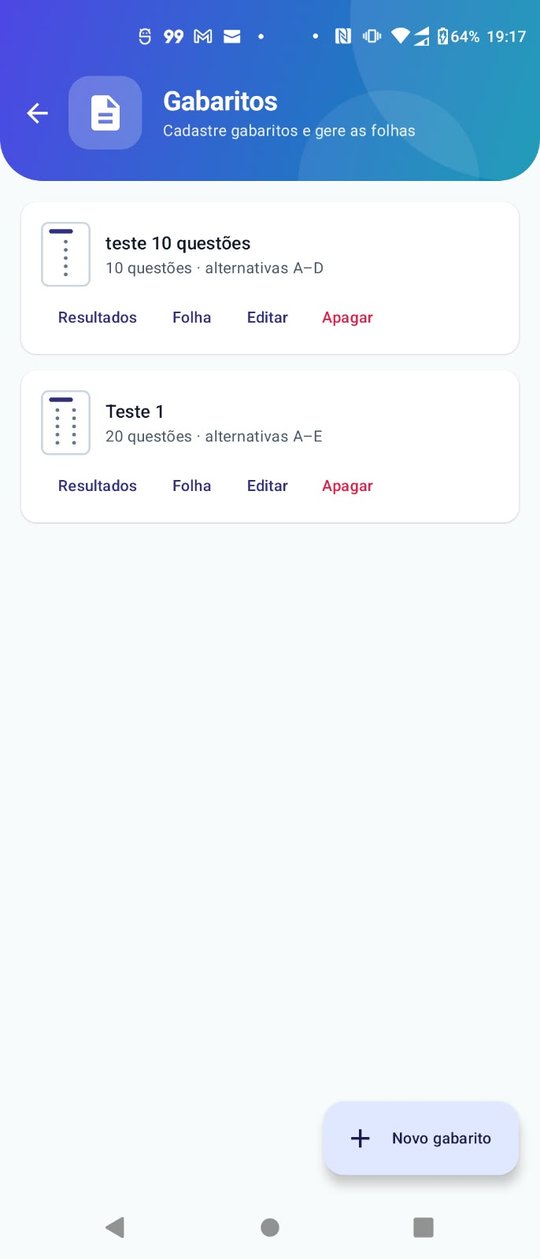 99 64% 19:17
Gabaritos
Cadastre gabaritos e gere as folhas
teste 10 questões
10 questões · alternativas A–D
Resultados Folha Editar Apagar
Teste 1
20 questões · alternativas A–E
Resultados Folha Editar Apagar
+ Novo gabarito